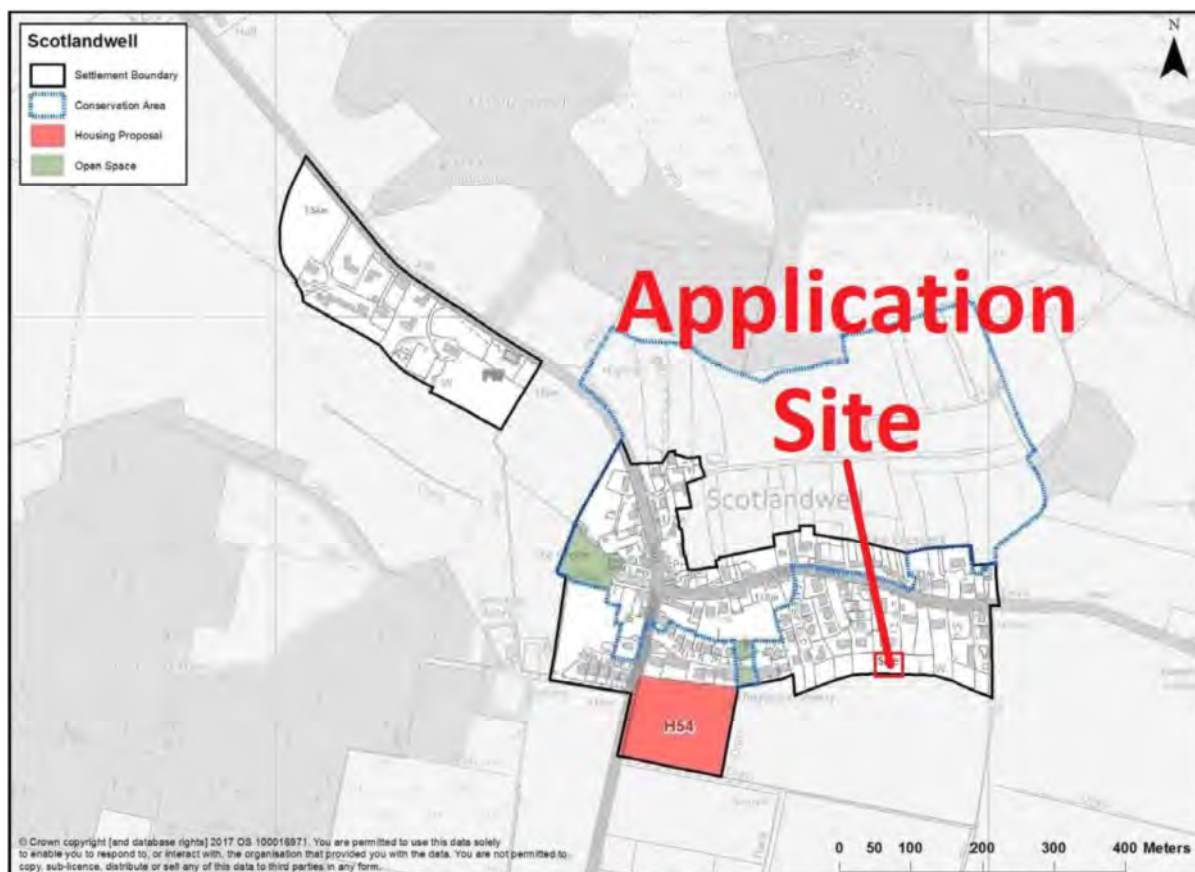 Scotlandwell
Settlement Boundary
Conservation Area
Housing Proposal
Open Space
N
Application
Site
Scotlandwell
Site
H54
© Crown copyright [and database rights] 2017 OS 100016971. You are permitted to use this data solely
to enable you to respond to, or interact with, the organisation that provided you with the data. You are not permitted to
copy, sub-licence, distribute or sell any of this data to third parties in any form.
0 50 100 200 300 400 Meters